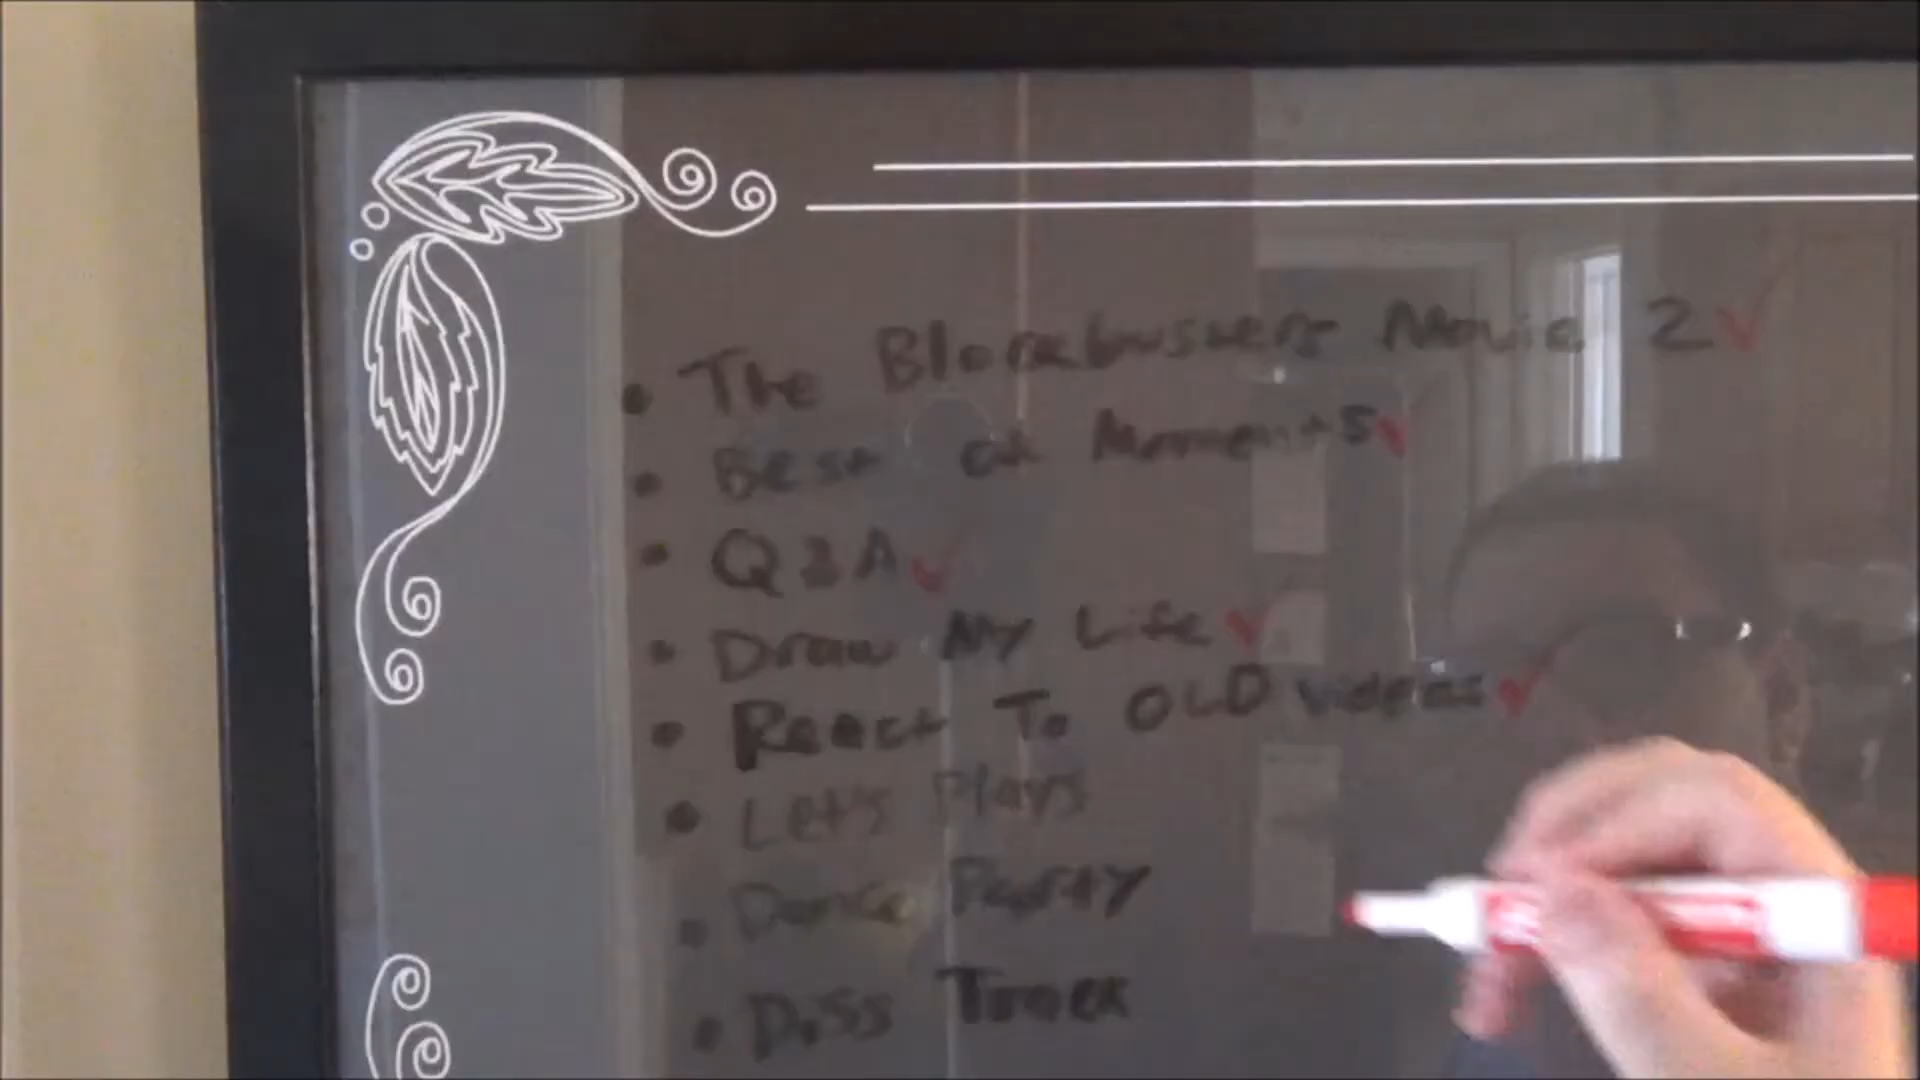 • The Blockbusters Movie 2 ✓
• Best of Moments ✓
• Q&A ✓
• Draw My Life ✓
• React To OLD videos ✓
• Let's Plays
• Dance Party
• Diss Track